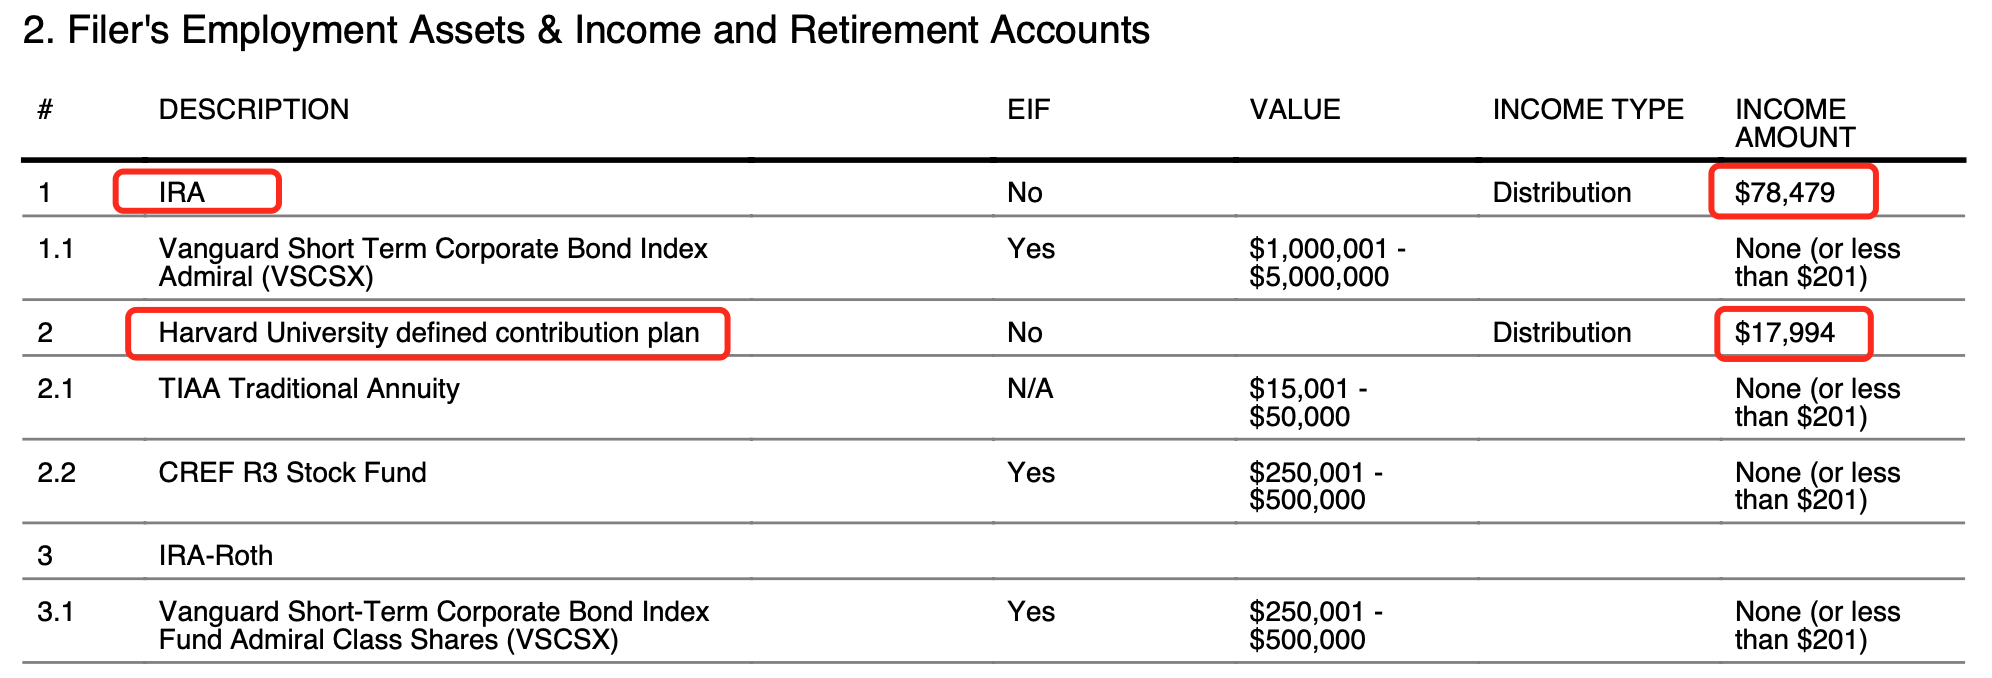 2. Filer's Employment Assets & Income and Retirement Accounts
# DESCRIPTION EIF VALUE INCOME TYPE INCOME
AMOUNT
1 IRA No Distribution $78,479
1.1 Vanguard Short Term Corporate Bond Index Yes $1,000,001 - None (or less
Admiral (VSCSX) $5,000,000 than $201)
2 Harvard University defined contribution plan No Distribution $17,994
2.1 TIAA Traditional Annuity N/A $15,001 - None (or less
$50,000 than $201)
2.2 CREF R3 Stock Fund Yes $250,001 - None (or less
$500,000 than $201)
3 IRA-Roth
3.1 Vanguard Short-Term Corporate Bond Index Yes $250,001 - None (or less
Fund Admiral Class Shares (VSCSX) $500,000 than $201)